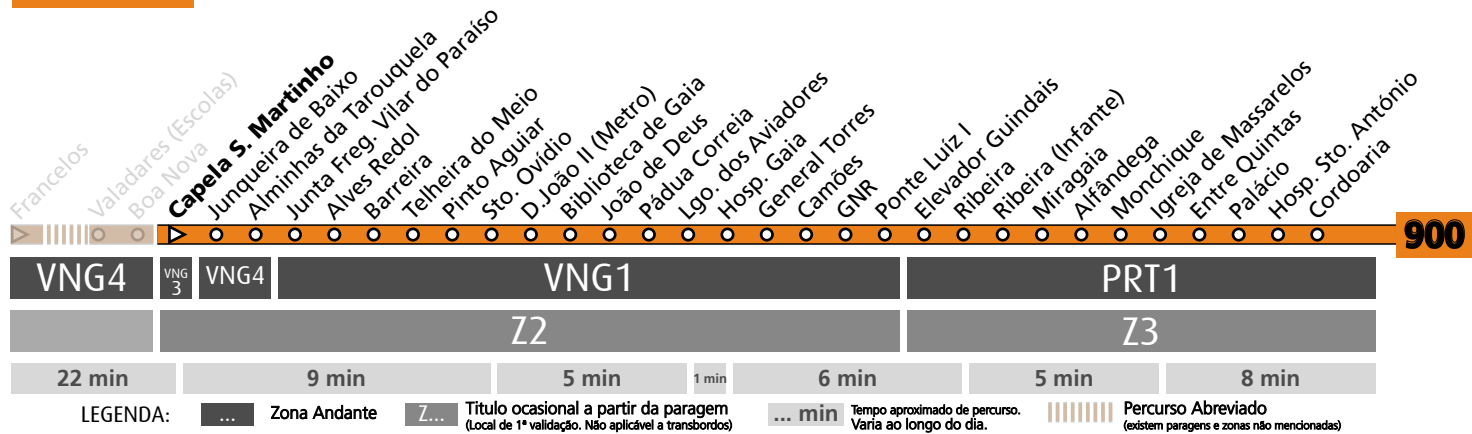 Francelos
Valadares (Escolas)
Boa Nova
Capela S. Martinho
Junqueira de Baixo
Alminhas da Tarouquela
Junta Freg. Vilar do Paraíso
Alves Redol
Barreira
Telheira do Meio
Pinto Aguiar
Sto. Ovídio
D.João II (Metro)
Biblioteca de Gaia
João de Deus
Pádua Correia
Lgo. dos Aviadores
Hosp. Gaia
General Torres
Camões
GNR
Ponte Luíz I
Elevador Guindais
Ribeira
Ribeira (Infante)
Miragaia
Alfândega
Monchique
Igreja de Massarelos
Entre Quintas
Palácio
Hosp. Sto. António
Cordoaria
900
VNG4
VNG
3
VNG4
VNG1
PRT1
Z2
Z3
22 min
9 min
5 min
1 min
6 min
5 min
8 min
LEGENDA:
...
Zona Andante
Z...
Titulo ocasional a partir da paragem
(Local de 1ª validação. Não aplicável a transbordos)
... min
Tempo aproximado de percurso.
Varia ao longo do dia.
Percurso Abreviado
(existem paragens e zonas não mencionadas)